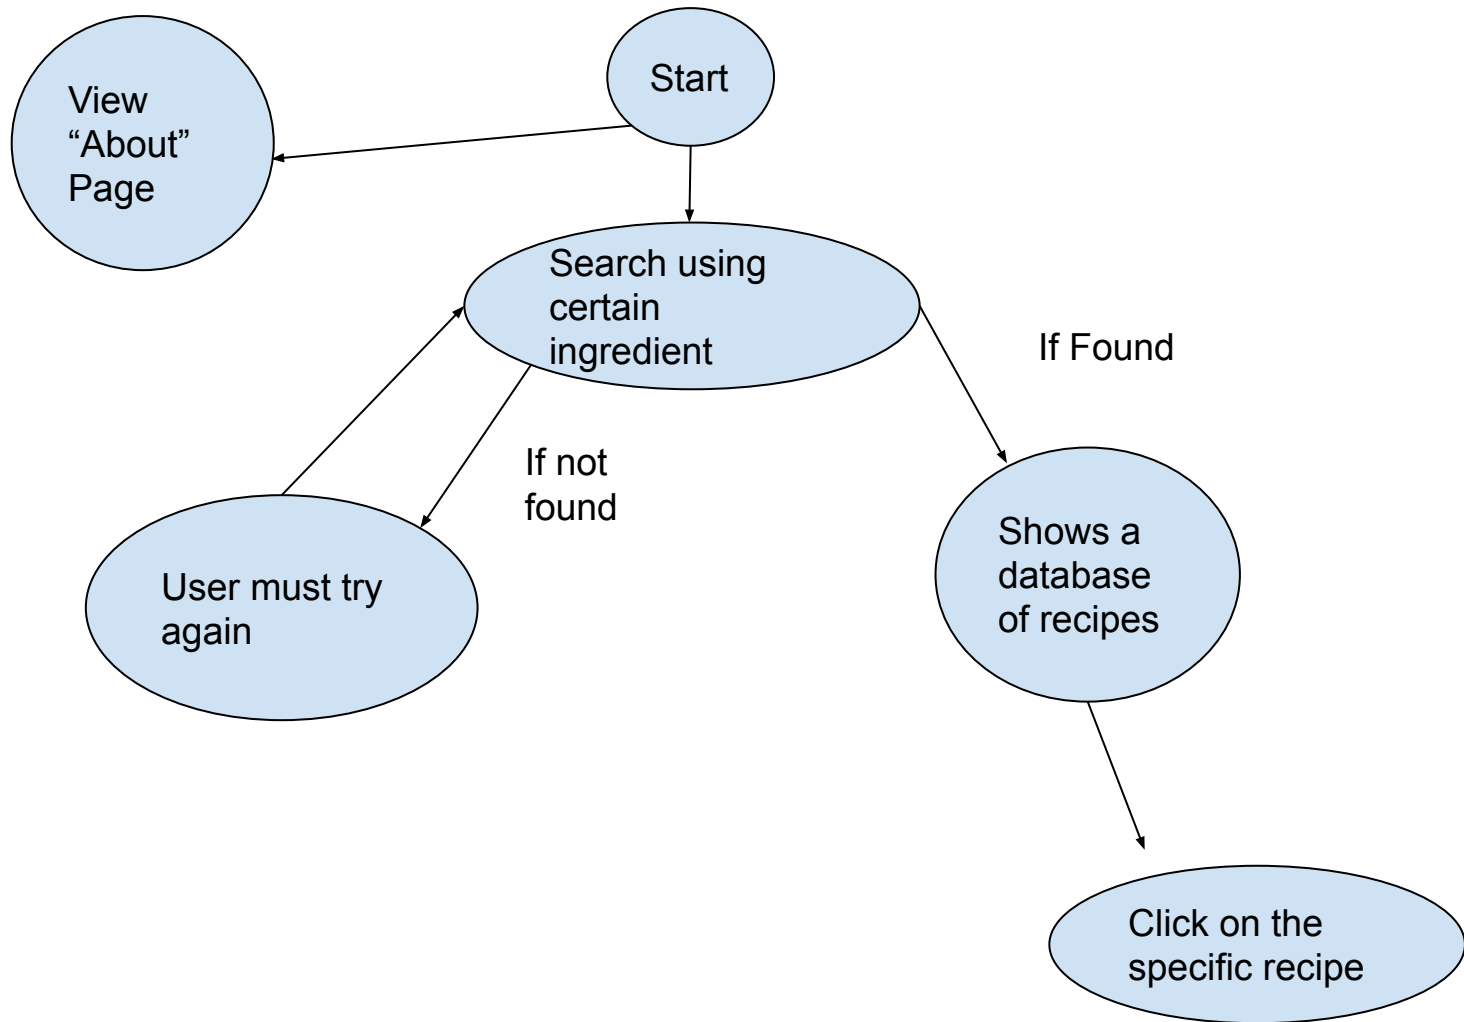 Start
View
“About”
Page
Search using
certain
ingredient
If Found
If not
found
Shows a
database
of recipes
User must try
again
Click on the
specific recipe